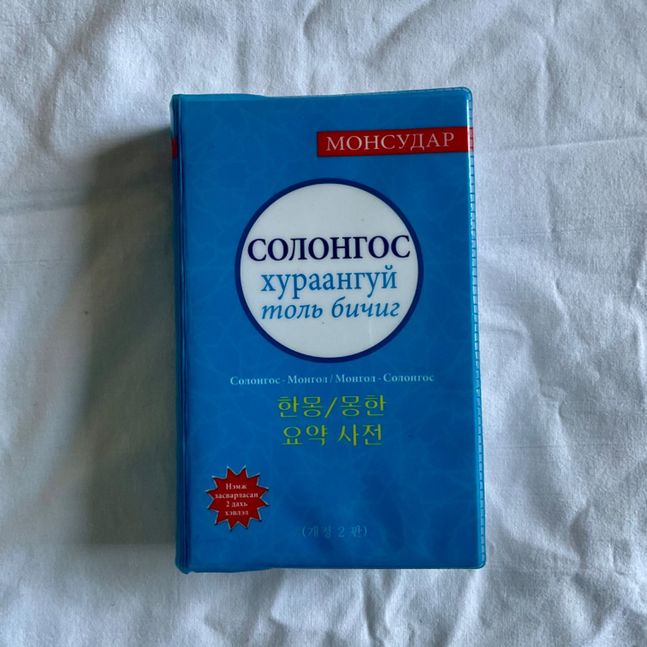 МОНСУДАР
СОЛОНГОС
хураангуй
толь бичиг
Солонгос - Монгол / Монгол - Солонгос
한몽/몽한
요약 사전
Нэмж
засварласан
2 дахь
хэвлэл
(개정 2 판)